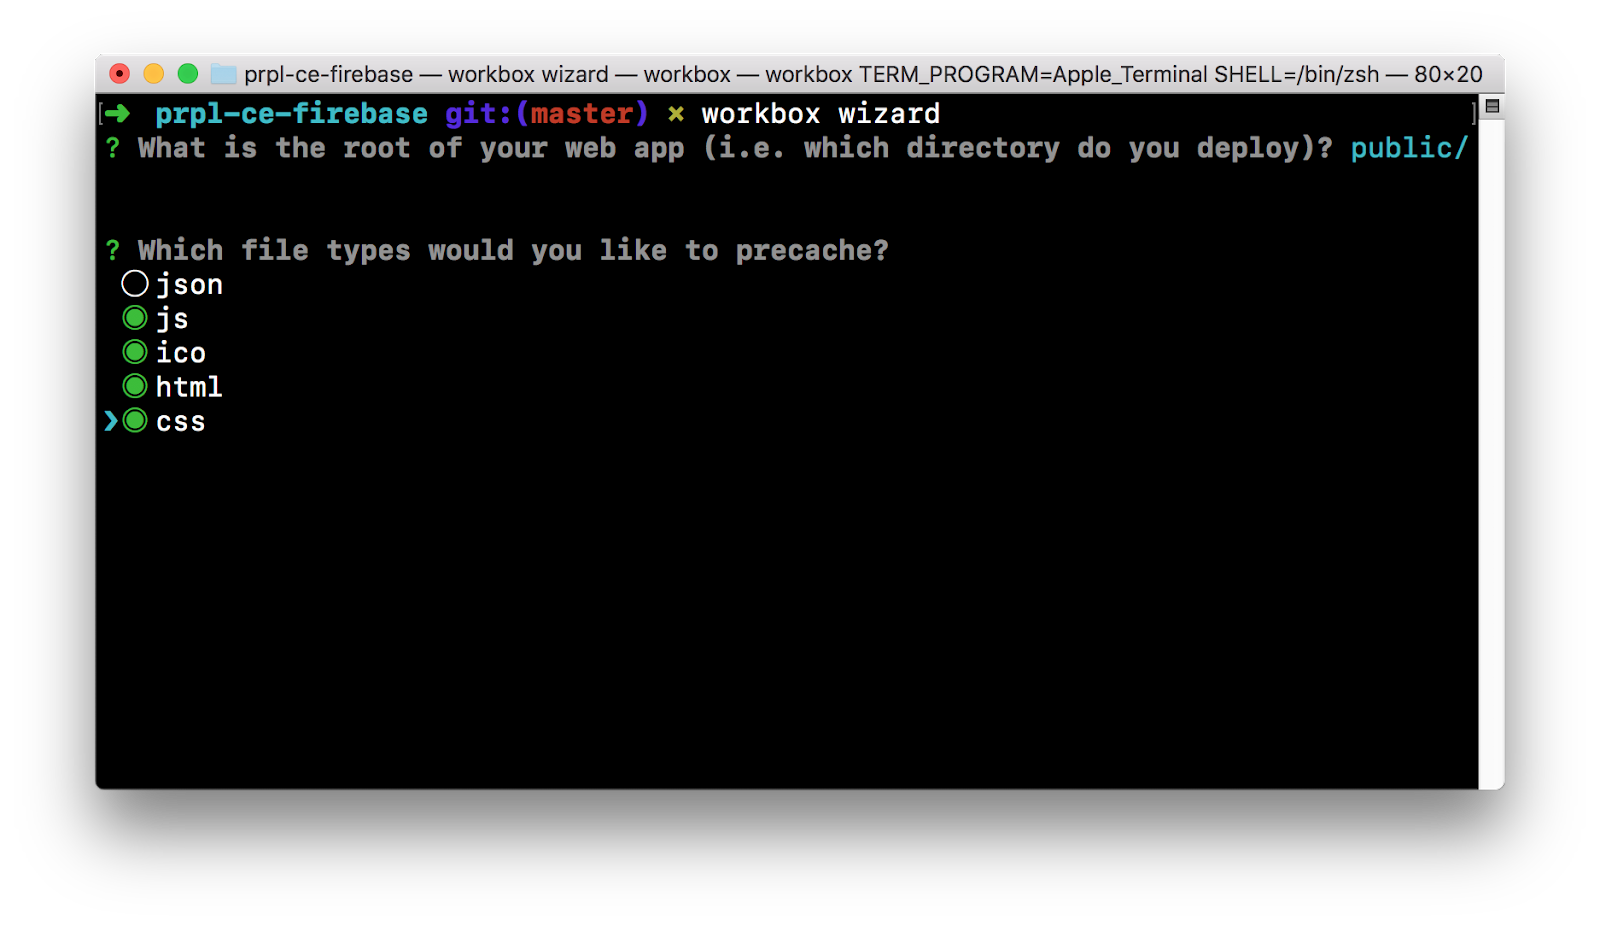 prpl-ce-firebase — workbox wizard — workbox — workbox TERM_PROGRAM=Apple_Terminal SHELL=/bin/zsh — 80×20
[➜ prpl-ce-firebase git:(master) ✗ workbox wizard ]
? What is the root of your web app (i.e. which directory do you deploy)? public/
? Which file types would you like to precache?
◯ json
◉ js
◉ ico
◉ html
❯◉ css